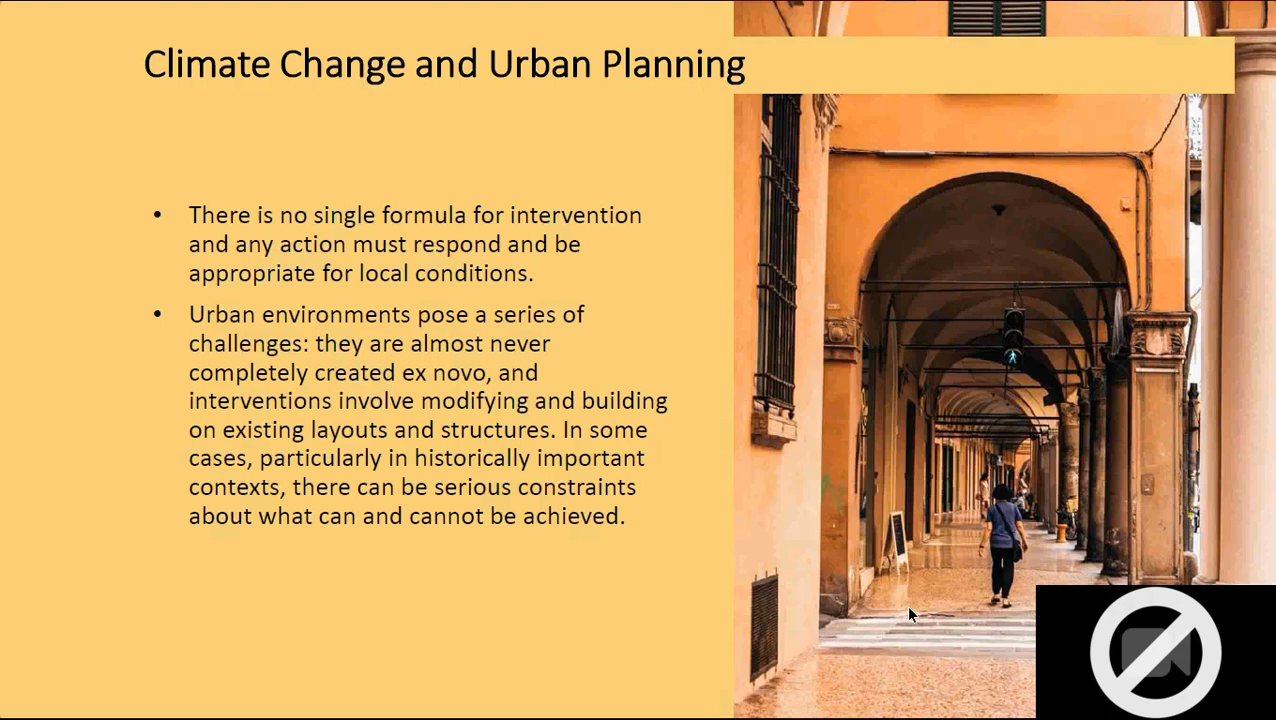 Climate Change and Urban Planning
• There is no single formula for intervention
and any action must respond and be
appropriate for local conditions.
• Urban environments pose a series of
challenges: they are almost never
completely created ex novo, and
interventions involve modifying and building
on existing layouts and structures. In some
cases, particularly in historically important
contexts, there can be serious constraints
about what can and cannot be achieved.